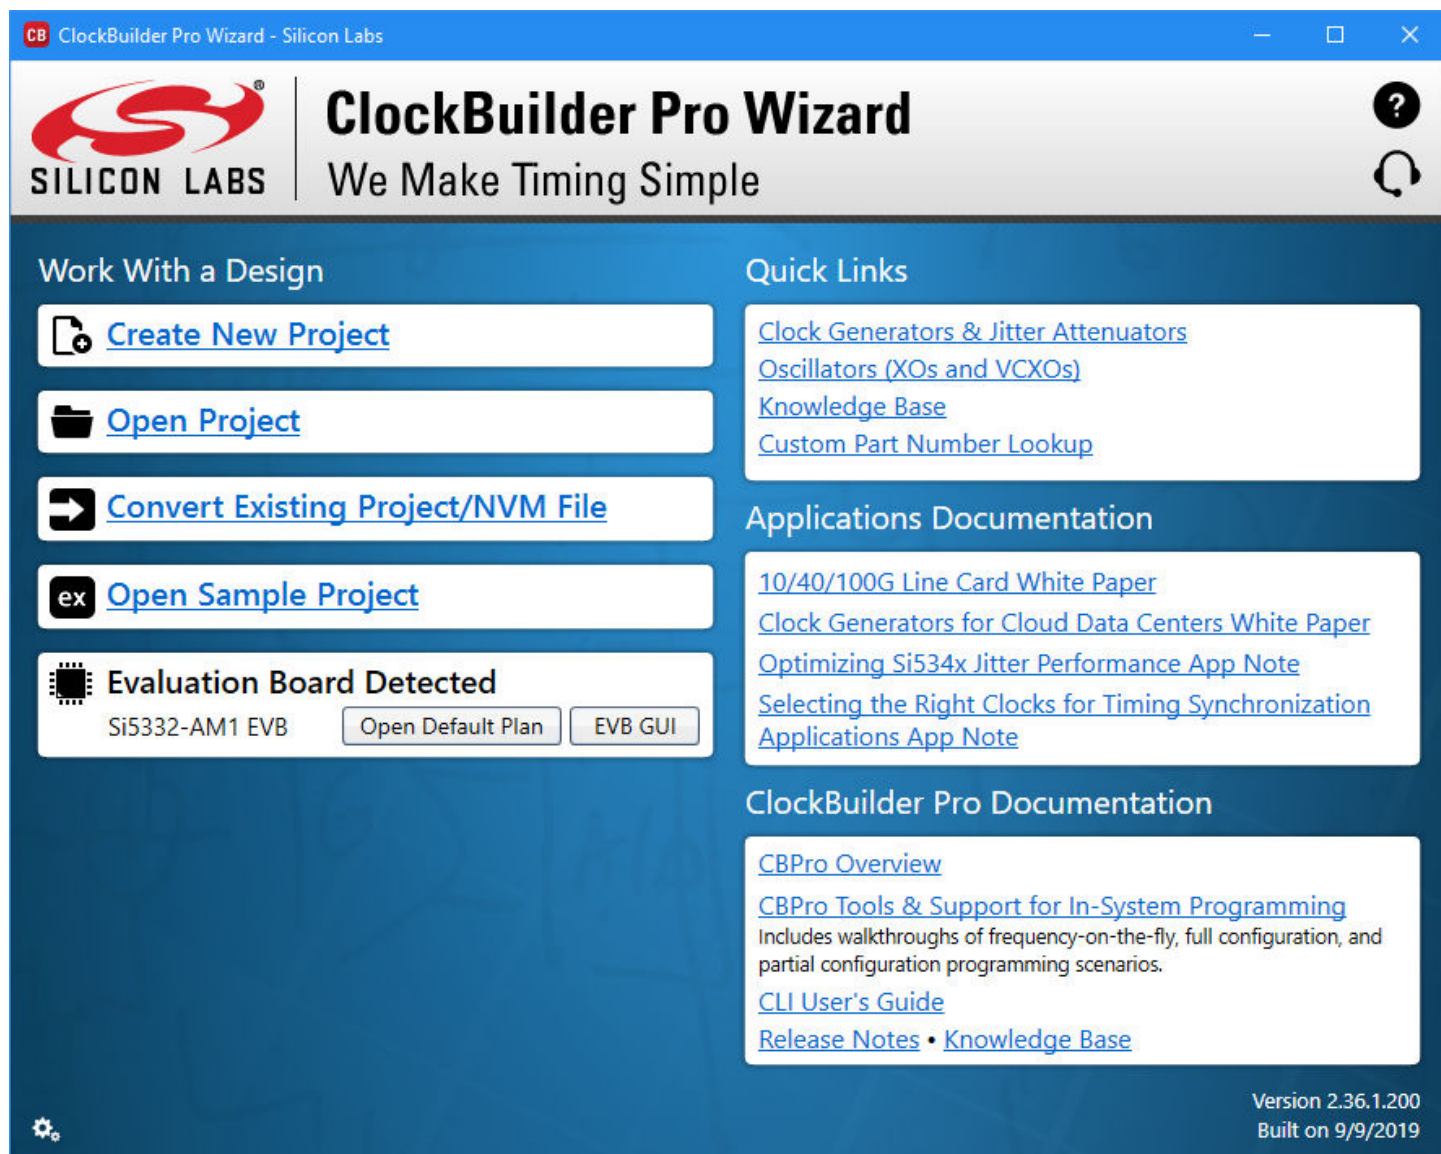 CB ClockBuilder Pro Wizard - Silicon Labs
SILICON LABS
®
ClockBuilder Pro Wizard
We Make Timing Simple
?
Work With a Design
Create New Project
Open Project
Convert Existing Project/NVM File
ex Open Sample Project
Evaluation Board Detected
Si5332-AM1 EVB Open Default Plan EVB GUI
Quick Links
Clock Generators & Jitter Attenuators
Oscillators (XOs and VCXOs)
Knowledge Base
Custom Part Number Lookup
Applications Documentation
10/40/100G Line Card White Paper
Clock Generators for Cloud Data Centers White Paper
Optimizing Si534x Jitter Performance App Note
Selecting the Right Clocks for Timing Synchronization
Applications App Note
ClockBuilder Pro Documentation
CBPro Overview
CBPro Tools & Support for In-System Programming
Includes walkthroughs of frequency-on-the-fly, full configuration, and
partial configuration programming scenarios.
CLI User's Guide
Release Notes • Knowledge Base
Version 2.36.1.200
Built on 9/9/2019